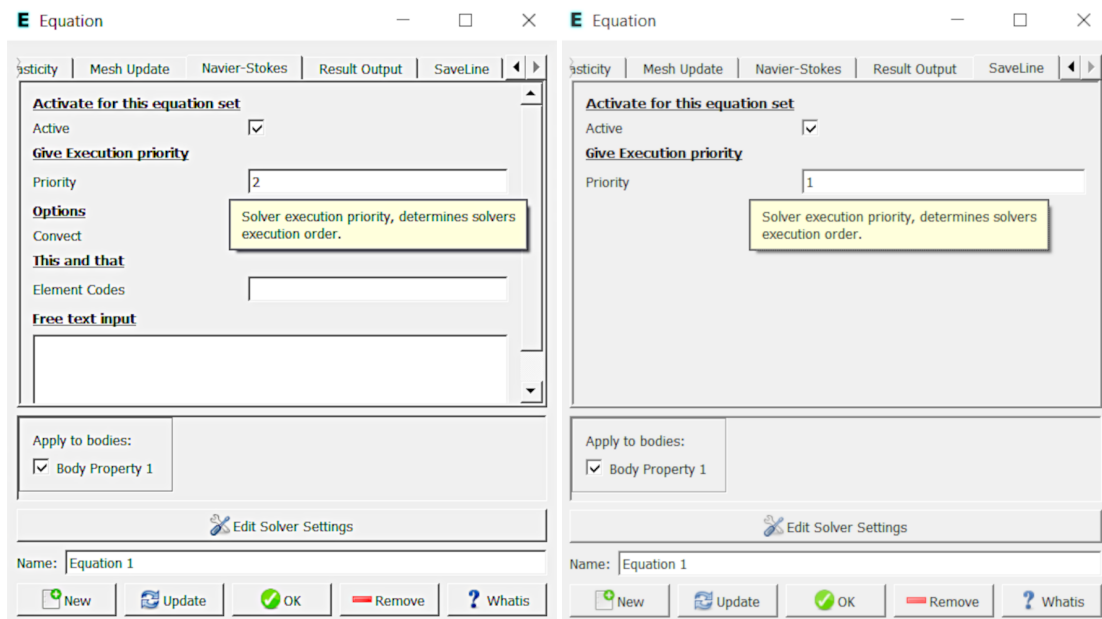 E Equation
asticity Mesh Update Navier-Stokes Result Output SaveLine
Activate for this equation set
Active
Give Execution priority
Priority 2
Solver execution priority, determines solvers
execution order.
Options
Convect
This and that
Element Codes
Free text input
Apply to bodies:
Body Property 1
Edit Solver Settings
Name: Equation 1
New Update OK Remove ? Whatis
E Equation
asticity Mesh Update Navier-Stokes Result Output SaveLine
Activate for this equation set
Active
Give Execution priority
Priority 1
Solver execution priority, determines solvers
execution order.
Apply to bodies:
Body Property 1
Edit Solver Settings
Name: Equation 1
New Update OK Remove ? Whatis